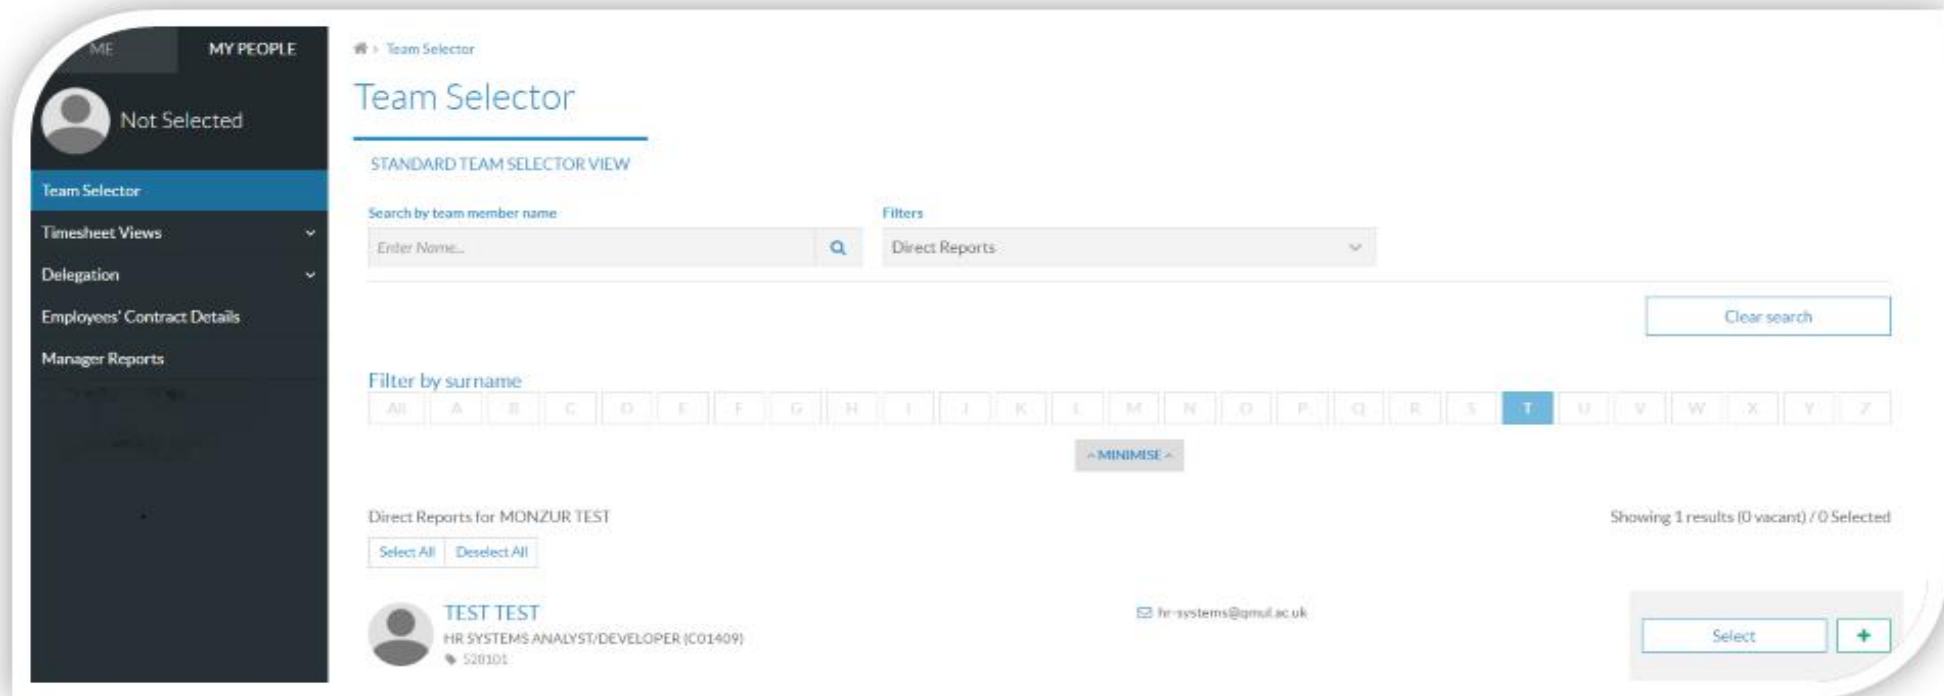 ME
MY PEOPLE
Not Selected
Team Selector
Timesheet Views
Delegation
Employees' Contract Details
Manager Reports
Team Selector
Team Selector
STANDARD TEAM SELECTOR VIEW
Search by team member name
Filters
Enter Name...
Direct Reports
Clear search
Filter by surname
All A B C D E F G H I J K L M N O P Q R S T U V W X Y Z
MINIMISE
Direct Reports for MONZUR TEST
Showing 1 results (0 vacant) / 0 Selected
Select All Deselect All
TEST TEST
hr-systems@qmul.ac.uk
HR SYSTEMS ANALYST/DEVELOPER (C01409)
528101
Select +